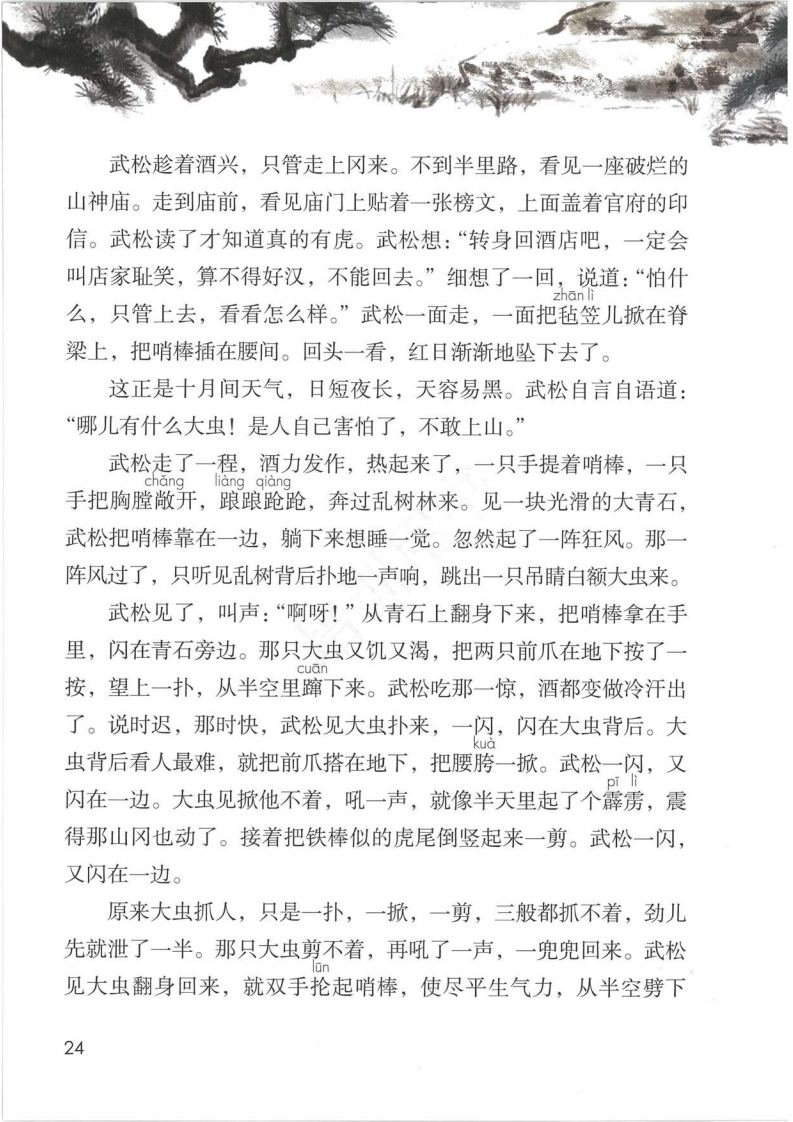 武松趁着酒兴，只管走上冈来。不到半里路，看见一座破烂的
山神庙。走到庙前，看见庙门上贴着一张榜文，上面盖着官府的印
信。武松读了才知道真的有虎。武松想：“转身回酒店吧，一定会
叫店家耻笑，算不得好汉，不能回去。”细想了一回，说道：“怕什
zhān lì
么，只管上去，看看怎么样。”武松一面走，一面把毡笠儿掀在脊
梁上，把哨棒插在腰间。回头一看，红日渐渐地坠下去了。
这正是十月间天气，日短夜长，天容易黑。武松自言自语道：
“哪儿有什么大虫！是人自己害怕了，不敢上山。”
武松走了一程，酒力发作，热起来了，一只手提着哨棒，一只
chǎng liàng qiàng
手把胸膛敞开，踉踉跄跄，奔过乱树林来。见一块光滑的大青石，
武松把哨棒靠在一边，躺下来想睡一觉。忽然起了一阵狂风。那一
阵风过了，只听见乱树背后扑地一声响，跳出一只吊睛白额大虫来。
武松见了，叫声：“啊呀！”从青石上翻身下来，把哨棒拿在手
里，闪在青石旁边。那只大虫又饥又渴，把两只前爪在地下按了一
cuān
按，望上一扑，从半空里蹿下来。武松吃那一惊，酒都变做冷汗出
了。说时迟，那时快，武松见大虫扑来，一闪，闪在大虫背后。大
kuà
虫背后看人最难，就把前爪搭在地下，把腰胯一掀。武松一闪，又
pī lì
闪在一边。大虫见掀他不着，吼一声，就像半天里起了个霹雳，震
得那山冈也动了。接着把铁棒似的虎尾倒竖起来一剪。武松一闪，
又闪在一边。
原来大虫抓人，只是一扑，一掀，一剪，三般都抓不着，劲儿
先就泄了一半。那只大虫剪不着，再吼了一声，一兜兜回来。武松
lūn
见大虫翻身回来，就双手抡起哨棒，使尽平生气力，从半空劈下
24